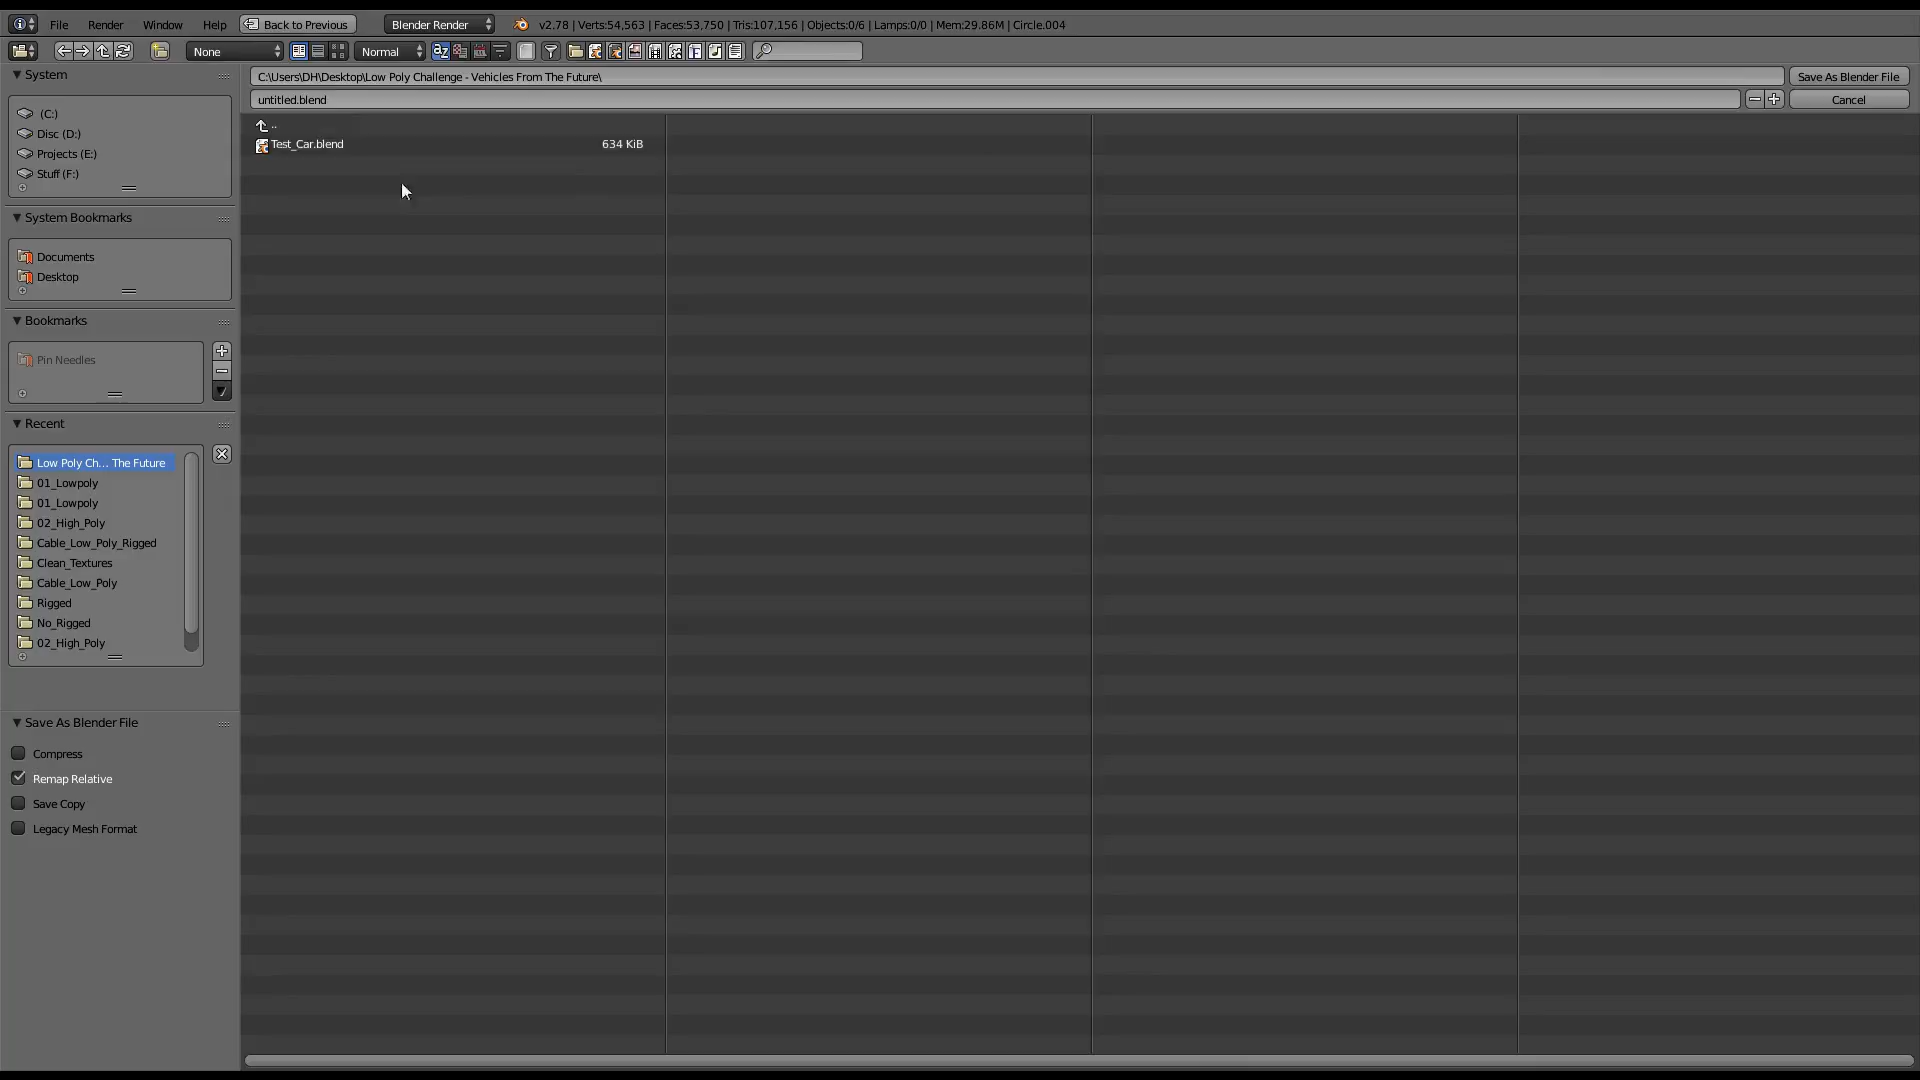 File Render Window Help Back to Previous Blender Render v2.78 | Verts:54,563 | Faces:53,750 | Tris:107,156 | Objects:0/6 | Lamps:0/0 | Mem:29.86M | Circle.004
None Normal
System
C:\Users\DH\Desktop\Low Poly Challenge - Vehicles From The Future\ Save As Blender File
untitled.blend Cancel
(C:)
Disc (D:)
Projects (E:)
Stuff (F:)
..
Test_Car.blend 634 KiB
System Bookmarks
Documents
Desktop
Bookmarks
Pin Needles
Recent
Low Poly Ch... The Future
01_Lowpoly
01_Lowpoly
02_High_Poly
Cable_Low_Poly_Rigged
Clean_Textures
Cable_Low_Poly
Rigged
No_Rigged
02_High_Poly
Save As Blender File
Compress
Remap Relative
Save Copy
Legacy Mesh Format